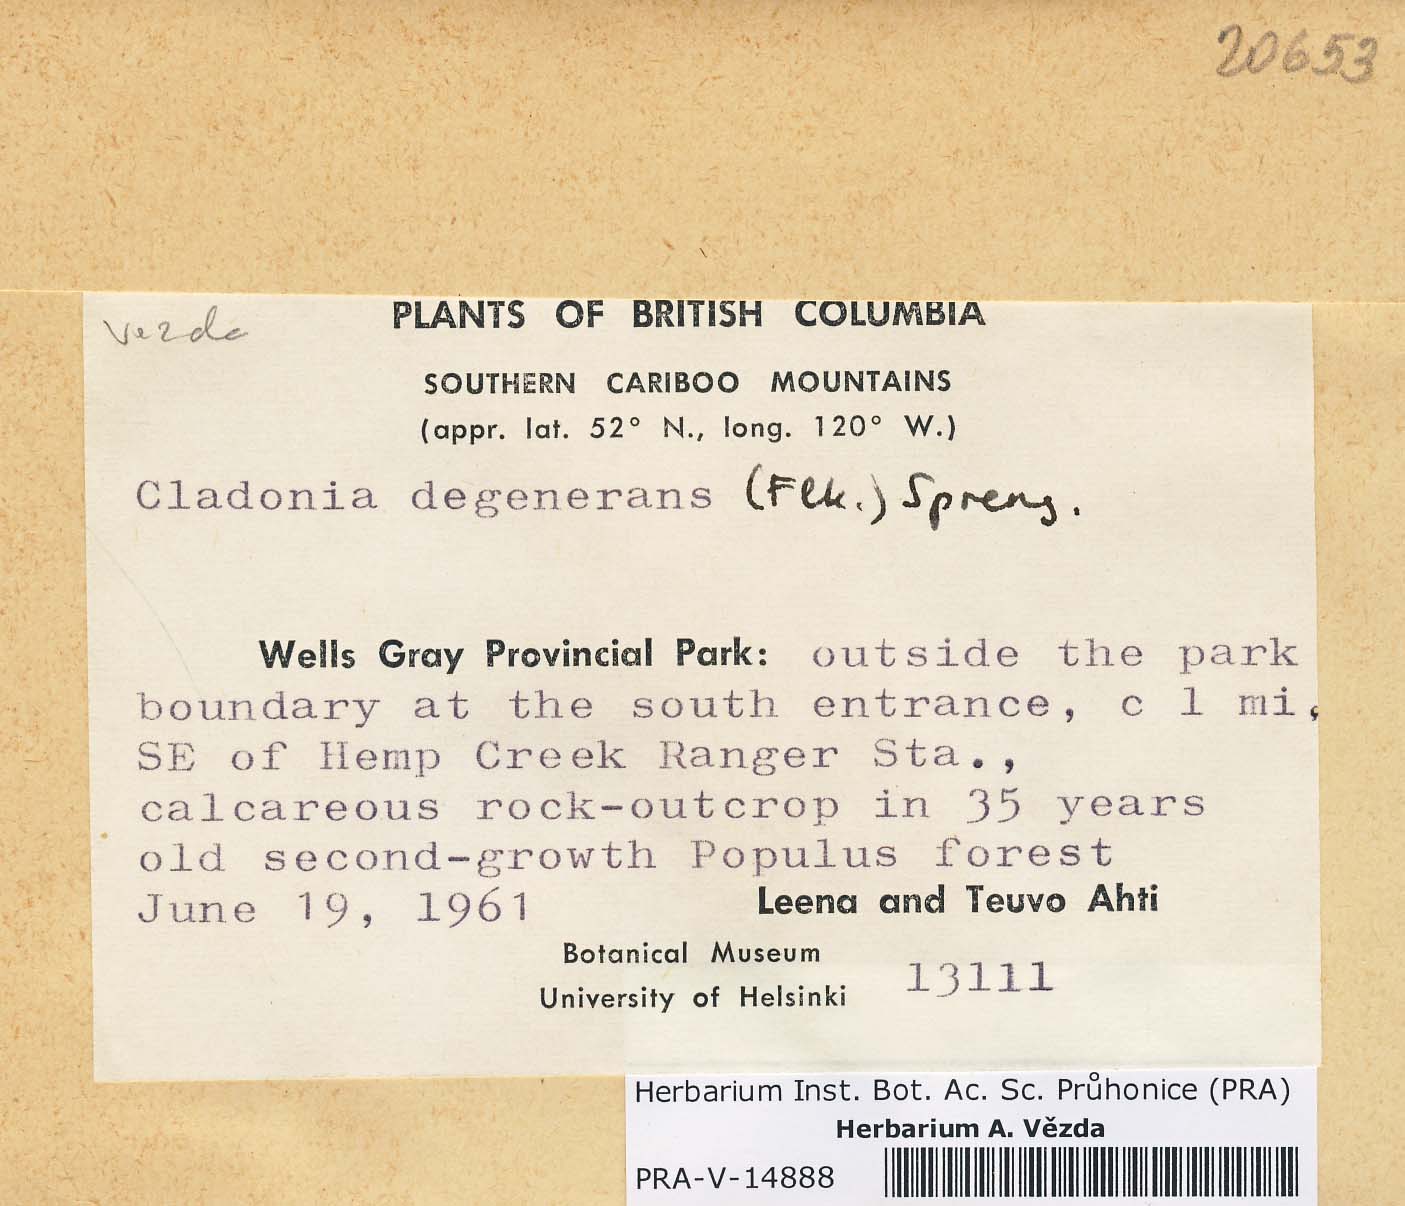 20653
Vezda
PLANTS OF BRITISH COLUMBIA
SOUTHERN CARIBOO MOUNTAINS
(appr. lat. 52° N., long. 120° W.)
Cladonia degenerans (Flk.) Spreng.
Wells Gray Provincial Park: outside the park
boundary at the south entrance, c 1 mi,
SE of Hemp Creek Ranger Sta.,
calcareous rock-outcrop in 35 years
old second-growth Populus forest
June 19, 1961 Leena and Teuvo Ahti
Botanical Museum
University of Helsinki 13111
Herbarium Inst. Bot. Ac. Sc. Průhonice (PRA)
Herbarium A. Vězda
PRA-V-14888